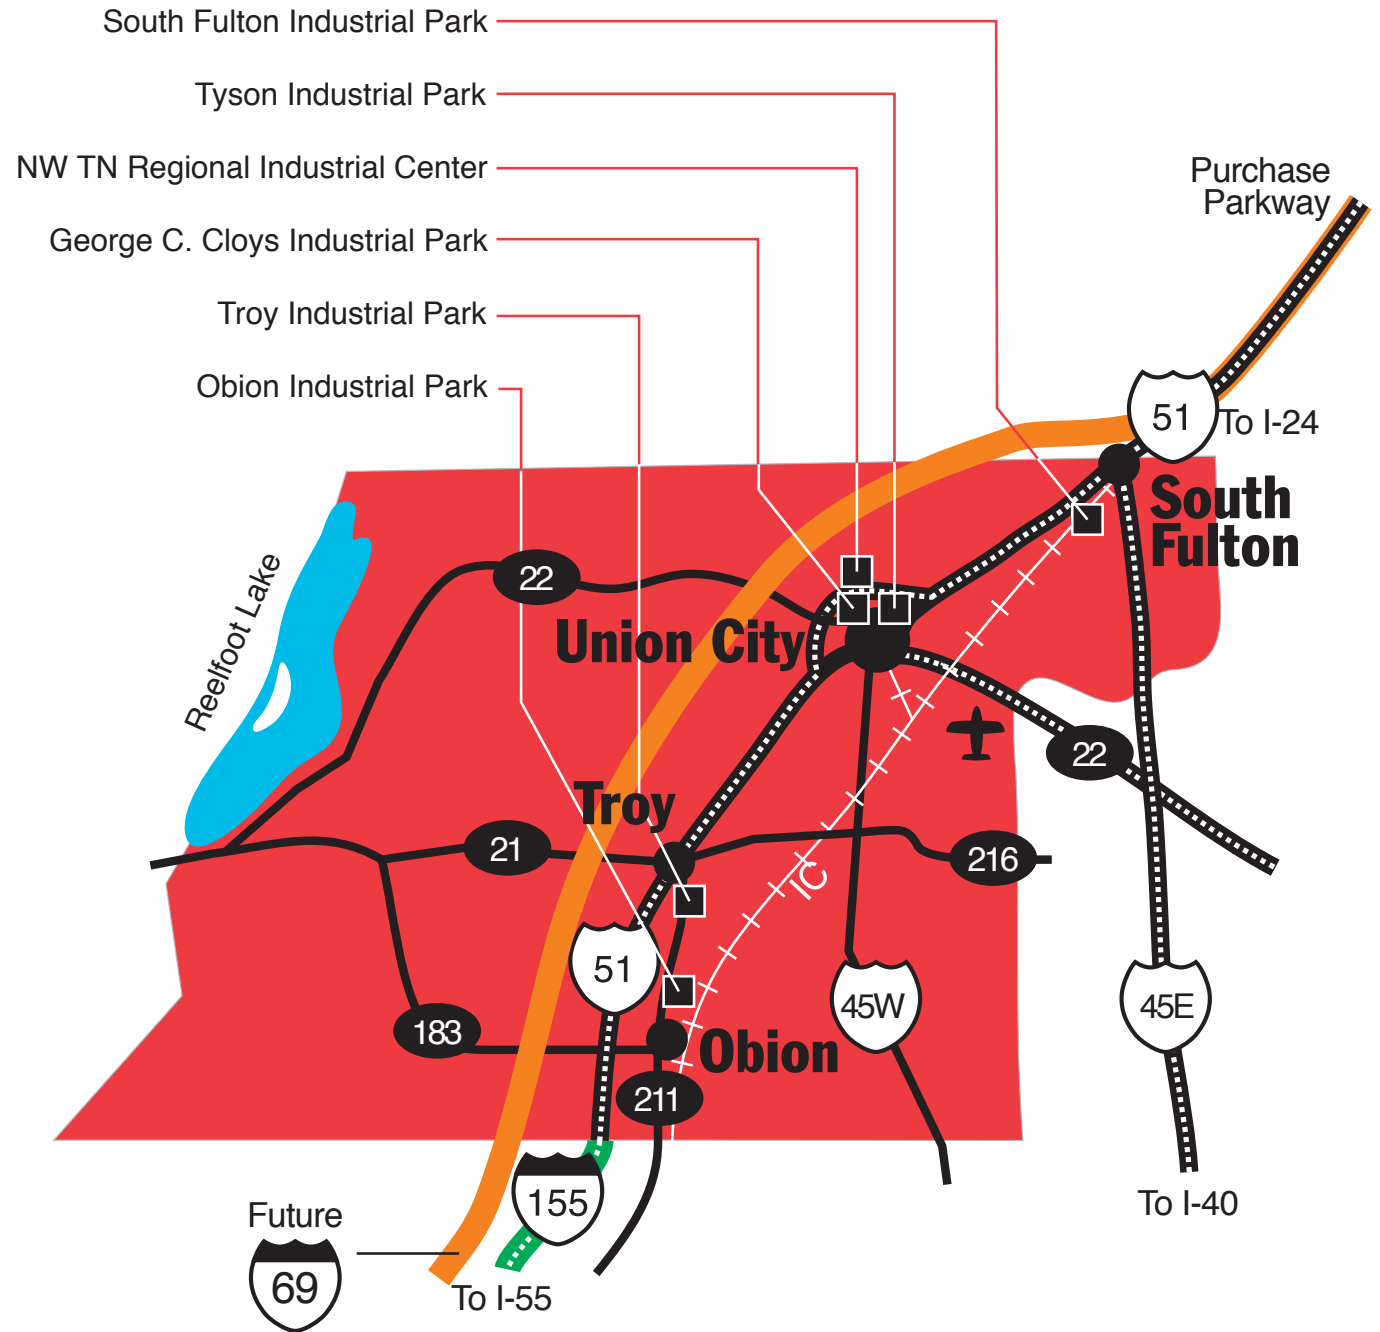 South Fulton Industrial Park
Tyson Industrial Park
NW TN Regional Industrial Center
George C. Cloys Industrial Park
Troy Industrial Park
Obion Industrial Park
Purchase
Parkway
51
To I-24
South
Fulton
22
Reelfoot Lake
Union City
22
Troy
21
216
IC
51
45W
45E
183
Obion
211
155
To I-40
Future
69
To I-55